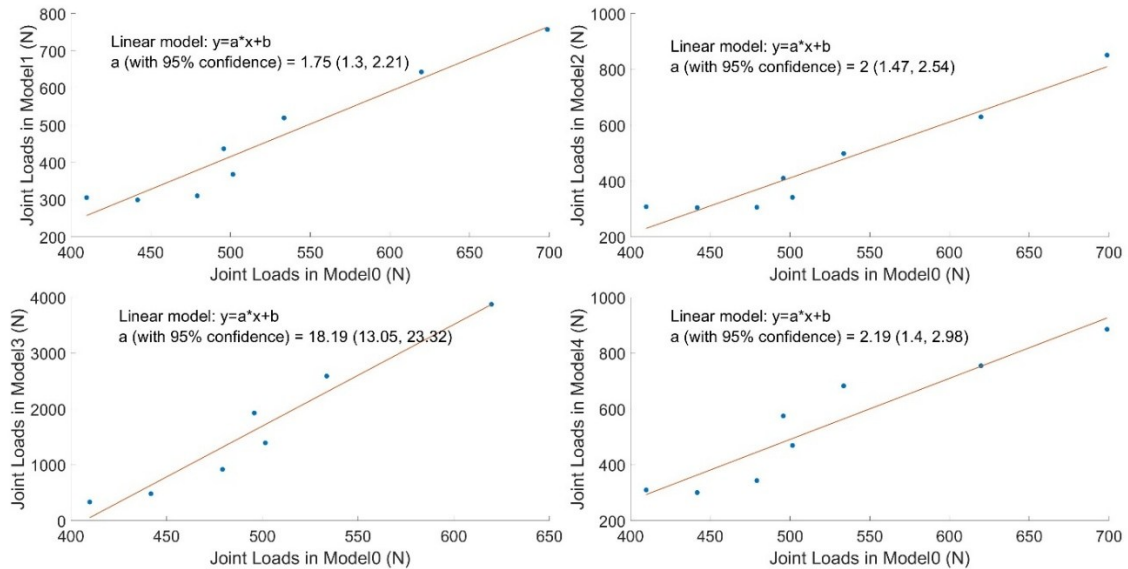 Joint Loads in Model1 (N)
800
700
600
500
400
300
200
Linear model: y=a*x+b
a (with 95% confidence) = 1.75 (1.3, 2.21)
400 450 500 550 600 650 700
Joint Loads in Model0 (N)
Joint Loads in Model2 (N)
1000
800
600
400
200
Linear model: y=a*x+b
a (with 95% confidence) = 2 (1.47, 2.54)
400 450 500 550 600 650 700
Joint Loads in Model0 (N)
Joint Loads in Model3 (N)
4000
3000
2000
1000
0
Linear model: y=a*x+b
a (with 95% confidence) = 18.19 (13.05, 23.32)
400 450 500 550 600 650
Joint Loads in Model0 (N)
Joint Loads in Model4 (N)
1000
800
600
400
200
Linear model: y=a*x+b
a (with 95% confidence) = 2.19 (1.4, 2.98)
400 450 500 550 600 650 700
Joint Loads in Model0 (N)